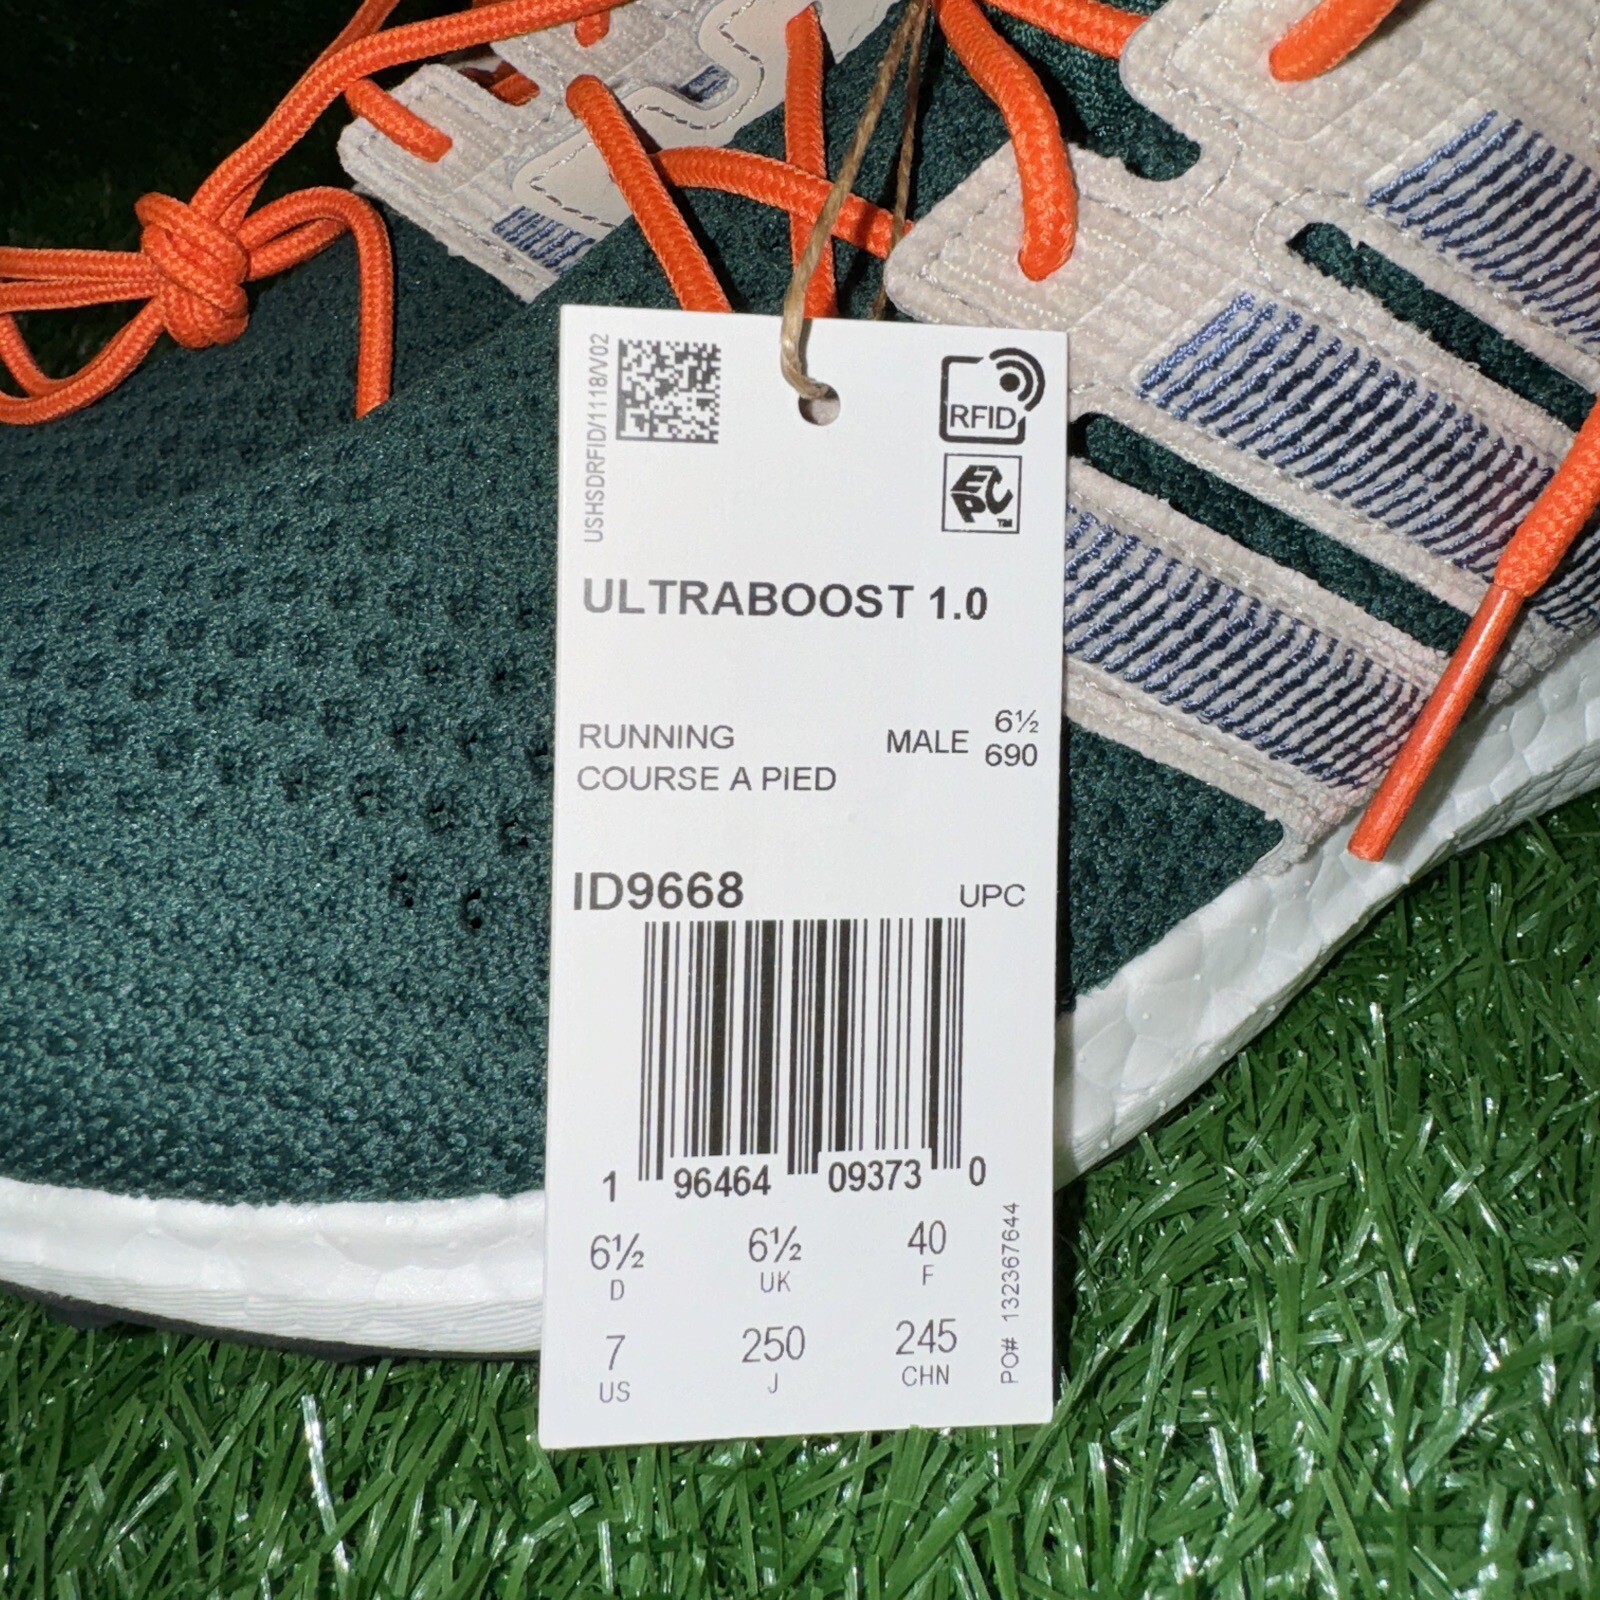 USHSDRFID/1118/V02
RFID
EPC™
ULTRABOOST 1.0
RUNNING
COURSE A PIED
MALE 6½
690
ID9668
UPC
1 96464 09373 0
6½ 6½ 40
D UK F
7 250 245
US J CHN
PO# 132367644